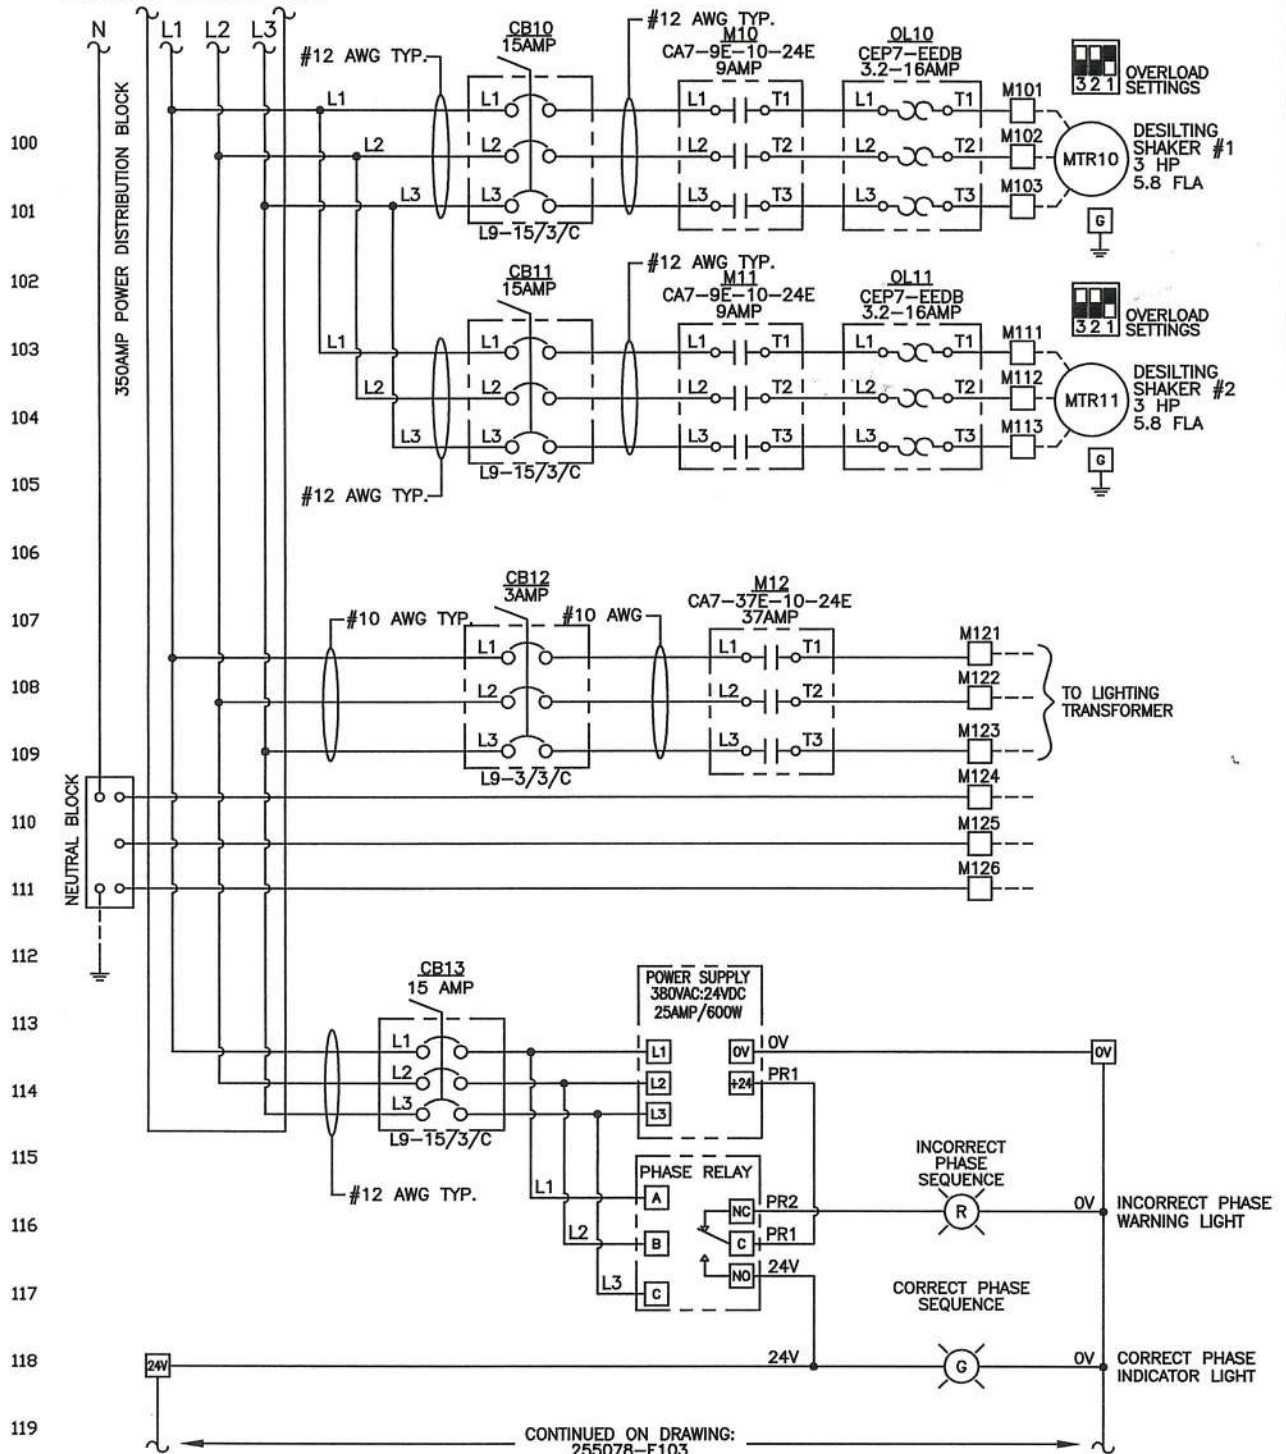 N L1 L2 L3
350AMP POWER DISTRIBUTION BLOCK
#12 AWG TYP.
CB10
15AMP
#12 AWG TYP.
M10
CA7-9E-10-24E
9AMP
OL10
CEP7-EEDB
3.2-16AMP
3 2 1
OVERLOAD
SETTINGS
L1 L1 L1 T1 L1 T1 M101
100
L2 L2 L2 T2 L2 T2 M102
MTR10
DESILTING
SHAKER #1
3 HP
5.8 FLA
101
L3 L3 L3 T3 L3 T3 M103
L9-15/3/C
G
102
CB11
15AMP
#12 AWG TYP.
M11
CA7-9E-10-24E
9AMP
OL11
CEP7-EEDB
3.2-16AMP
3 2 1
OVERLOAD
SETTINGS
103
L1 L1 L1 T1 L1 T1 M111
L2 L2 L2 T2 L2 T2 M112
MTR11
DESILTING
SHAKER #2
3 HP
5.8 FLA
104
L3 L3 L3 T3 L3 T3 M113
L9-15/3/C
G
105
#12 AWG TYP.
106
107
#10 AWG TYP.
CB12
3AMP
#10 AWG
M12
CA7-37E-10-24E
37AMP
L1 L1 T1 M121
108
L2 L2 T2 M122
TO LIGHTING
TRANSFORMER
109
L3 L3 T3 M123
L9-3/3/C
NEUTRAL BLOCK
M124
110
M125
111
M126
112
CB13
15 AMP
POWER SUPPLY
380VAC:24VDC
25AMP/600W
113
L1 L1 0V 0V 0V
114
L2 L2 +24 PR1
L3 L3
L9-15/3/C
115
#12 AWG TYP.
PHASE RELAY
INCORRECT
PHASE
SEQUENCE
L1 A
116
NC PR2 R 0V
INCORRECT PHASE
WARNING LIGHT
L2 B C PR1
117
L3 C NO 24V
CORRECT PHASE
SEQUENCE
118
24V 24V G 0V
CORRECT PHASE
INDICATOR LIGHT
119
CONTINUED ON DRAWING:
255078-E103